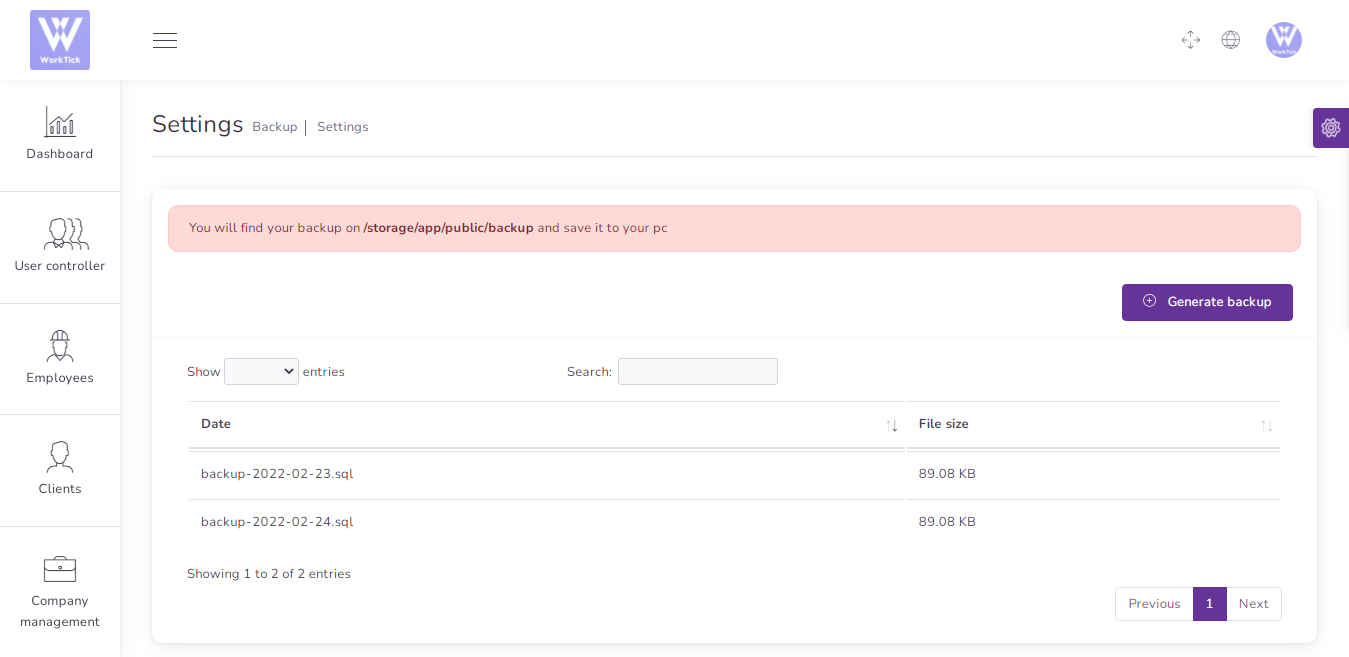 WorkTick
Dashboard
User controller
Employees
Clients
Company
management
Settings Backup | Settings
You will find your backup on /storage/app/public/backup and save it to your pc
Generate backup
Show entries Search:
Date File size
backup-2022-02-23.sql 89.08 KB
backup-2022-02-24.sql 89.08 KB
Showing 1 to 2 of 2 entries
Previous 1 Next